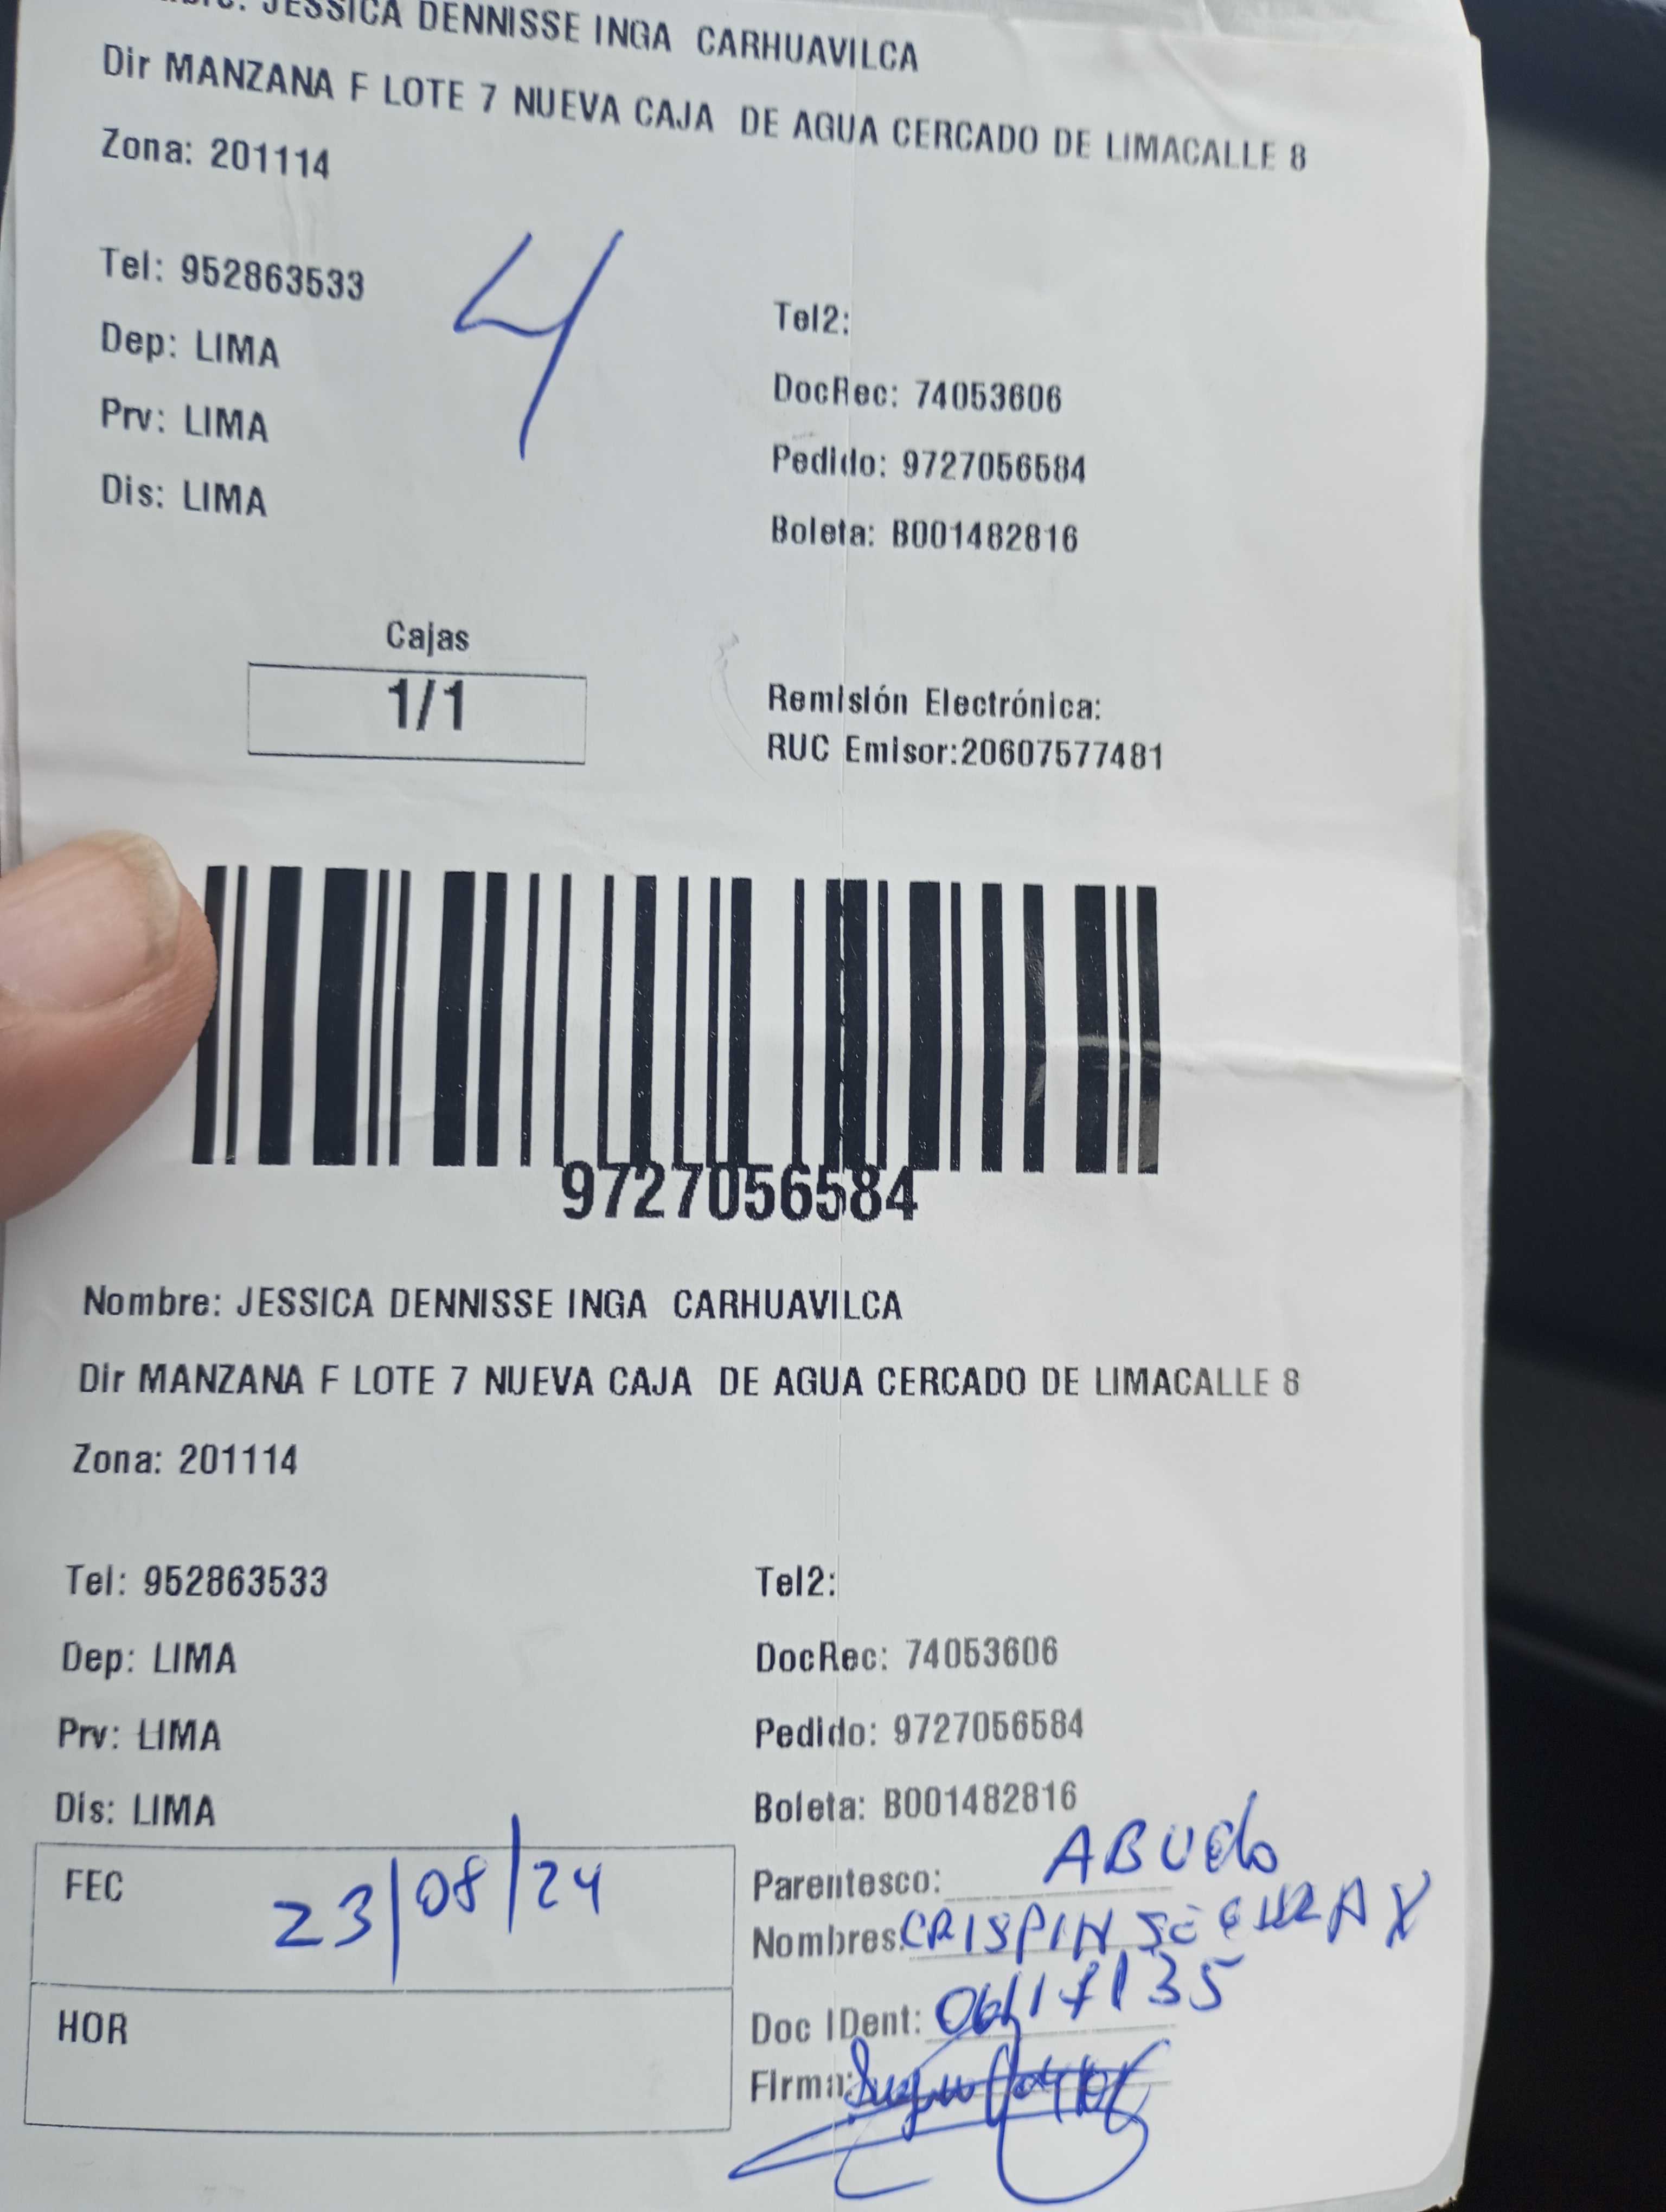 JESSICA DENNISSE INGA CARHUAVILCA
Dir MANZANA F LOTE 7 NUEVA CAJA DE AGUA CERCADO DE LIMACALLE 8
Zona: 201114
4
Tel: 952863533
Tel2:
Dep: LIMA
DocRec: 74053606
Prv: LIMA
Pedido: 9727056584
Dis: LIMA
Boleta: B001482816
Cajas
1/1
Remisión Electrónica:
RUC Emisor:20607577481
9727056584
Nombre: JESSICA DENNISSE INGA CARHUAVILCA
Dir MANZANA F LOTE 7 NUEVA CAJA DE AGUA CERCADO DE LIMACALLE 8
Zona: 201114
Tel: 952863533
Tel2:
Dep: LIMA
DocRec: 74053606
Prv: LIMA
Pedido: 9727056584
Dis: LIMA
Boleta: B001482816
FEC 23/08/24
Parentesco: ABUElo
Nombres: CRISPIN
HOR
Doc IDent:
Firma: